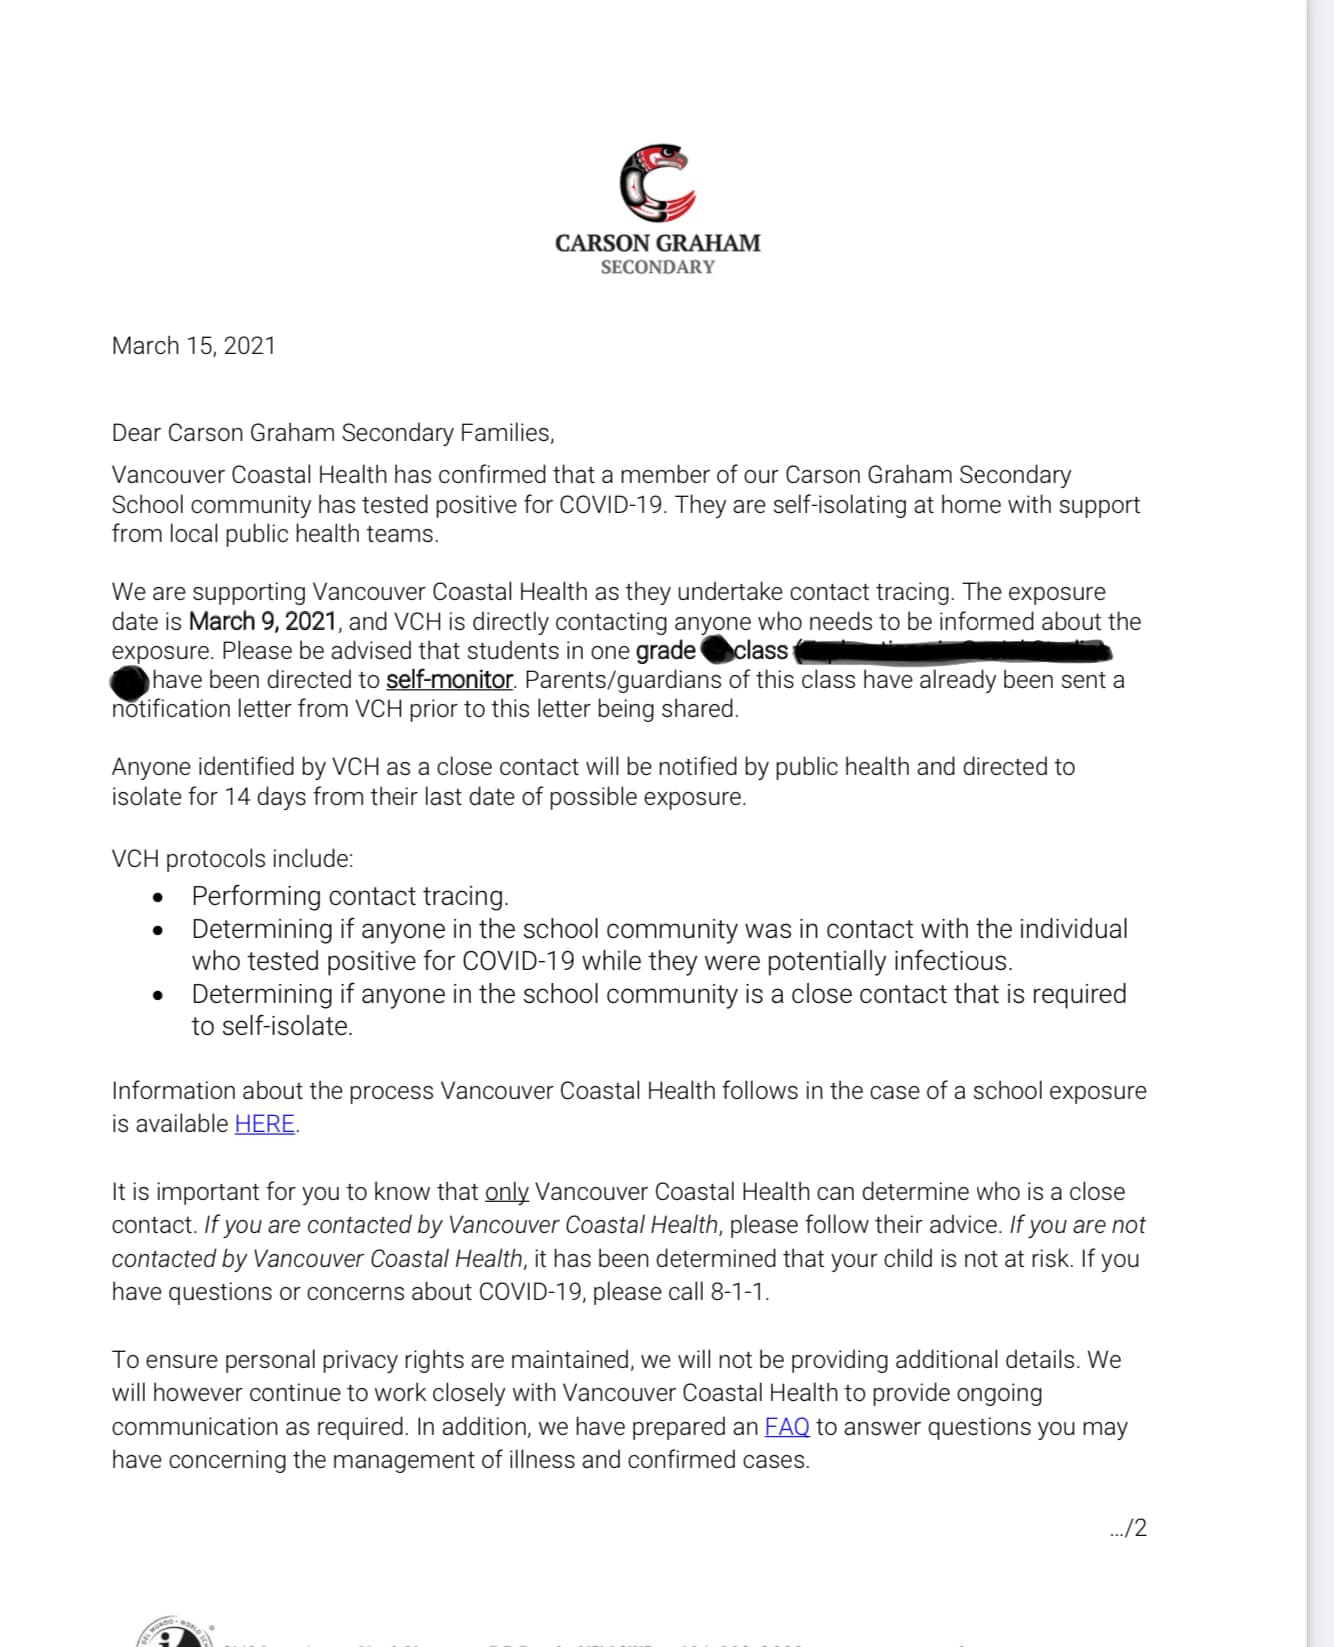 CARSON GRAHAM
SECONDARY
March 15, 2021
Dear Carson Graham Secondary Families,
Vancouver Coastal Health has confirmed that a member of our Carson Graham Secondary
School community has tested positive for COVID-19. They are self-isolating at home with support
from local public health teams.
We are supporting Vancouver Coastal Health as they undertake contact tracing. The exposure
date is March 9, 2021, and VCH is directly contacting anyone who needs to be informed about the
exposure. Please be advised that students in one grade class
have been directed to self-monitor. Parents/guardians of this class have already been sent a
notification letter from VCH prior to this letter being shared.
Anyone identified by VCH as a close contact will be notified by public health and directed to
isolate for 14 days from their last date of possible exposure.
VCH protocols include:
• Performing contact tracing.
• Determining if anyone in the school community was in contact with the individual
who tested positive for COVID-19 while they were potentially infectious.
• Determining if anyone in the school community is a close contact that is required
to self-isolate.
Information about the process Vancouver Coastal Health follows in the case of a school exposure
is available HERE.
It is important for you to know that only Vancouver Coastal Health can determine who is a close
contact. If you are contacted by Vancouver Coastal Health, please follow their advice. If you are not
contacted by Vancouver Coastal Health, it has been determined that your child is not at risk. If you
have questions or concerns about COVID-19, please call 8-1-1.
To ensure personal privacy rights are maintained, we will not be providing additional details. We
will however continue to work closely with Vancouver Coastal Health to provide ongoing
communication as required. In addition, we have prepared an FAQ to answer questions you may
have concerning the management of illness and confirmed cases.
.../2